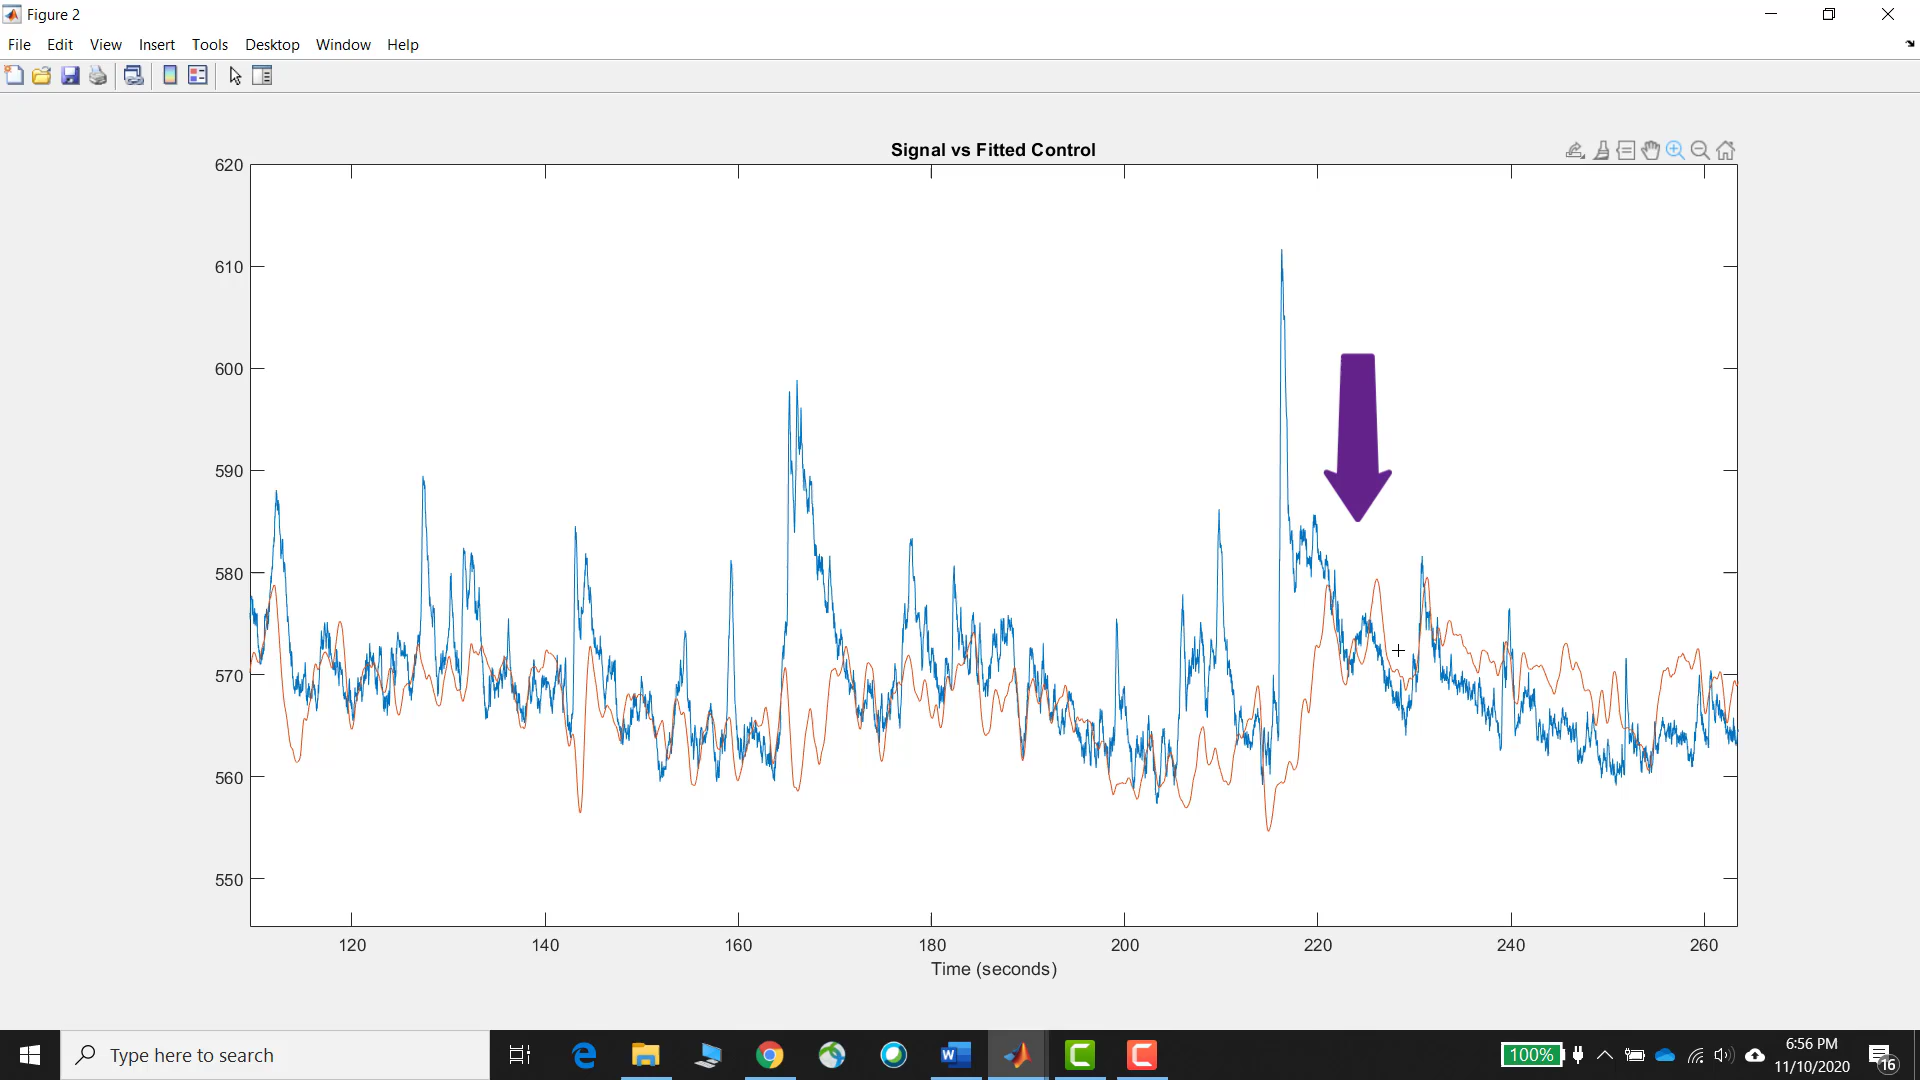 Figure 2
File Edit View Insert Tools Desktop Window Help
Signal vs Fitted Control
620
610
600
590
580
570
560
550
120 140 160 180 200 220 240 260
Time (seconds)
Type here to search
100%
6:56 PM
11/10/2020
16